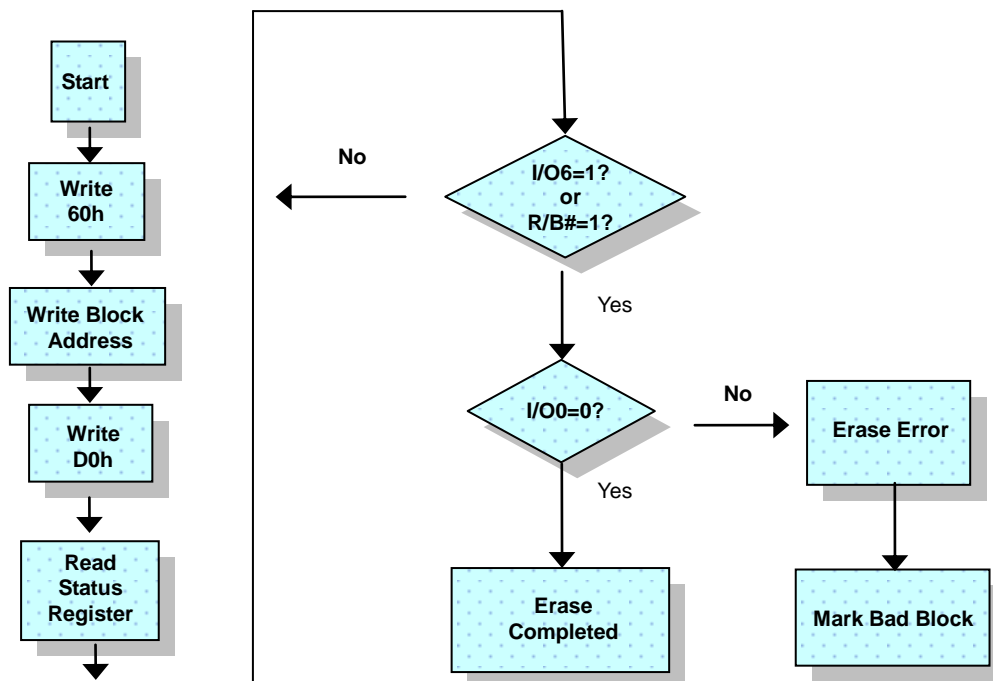 Start
Write
60h
Write Block
Address
Write
D0h
Read
Status
Register
No
I/O6=1?
or
R/B#=1?
Yes
I/O0=0?
No
Erase Error
Yes
Erase
Completed
Mark Bad Block